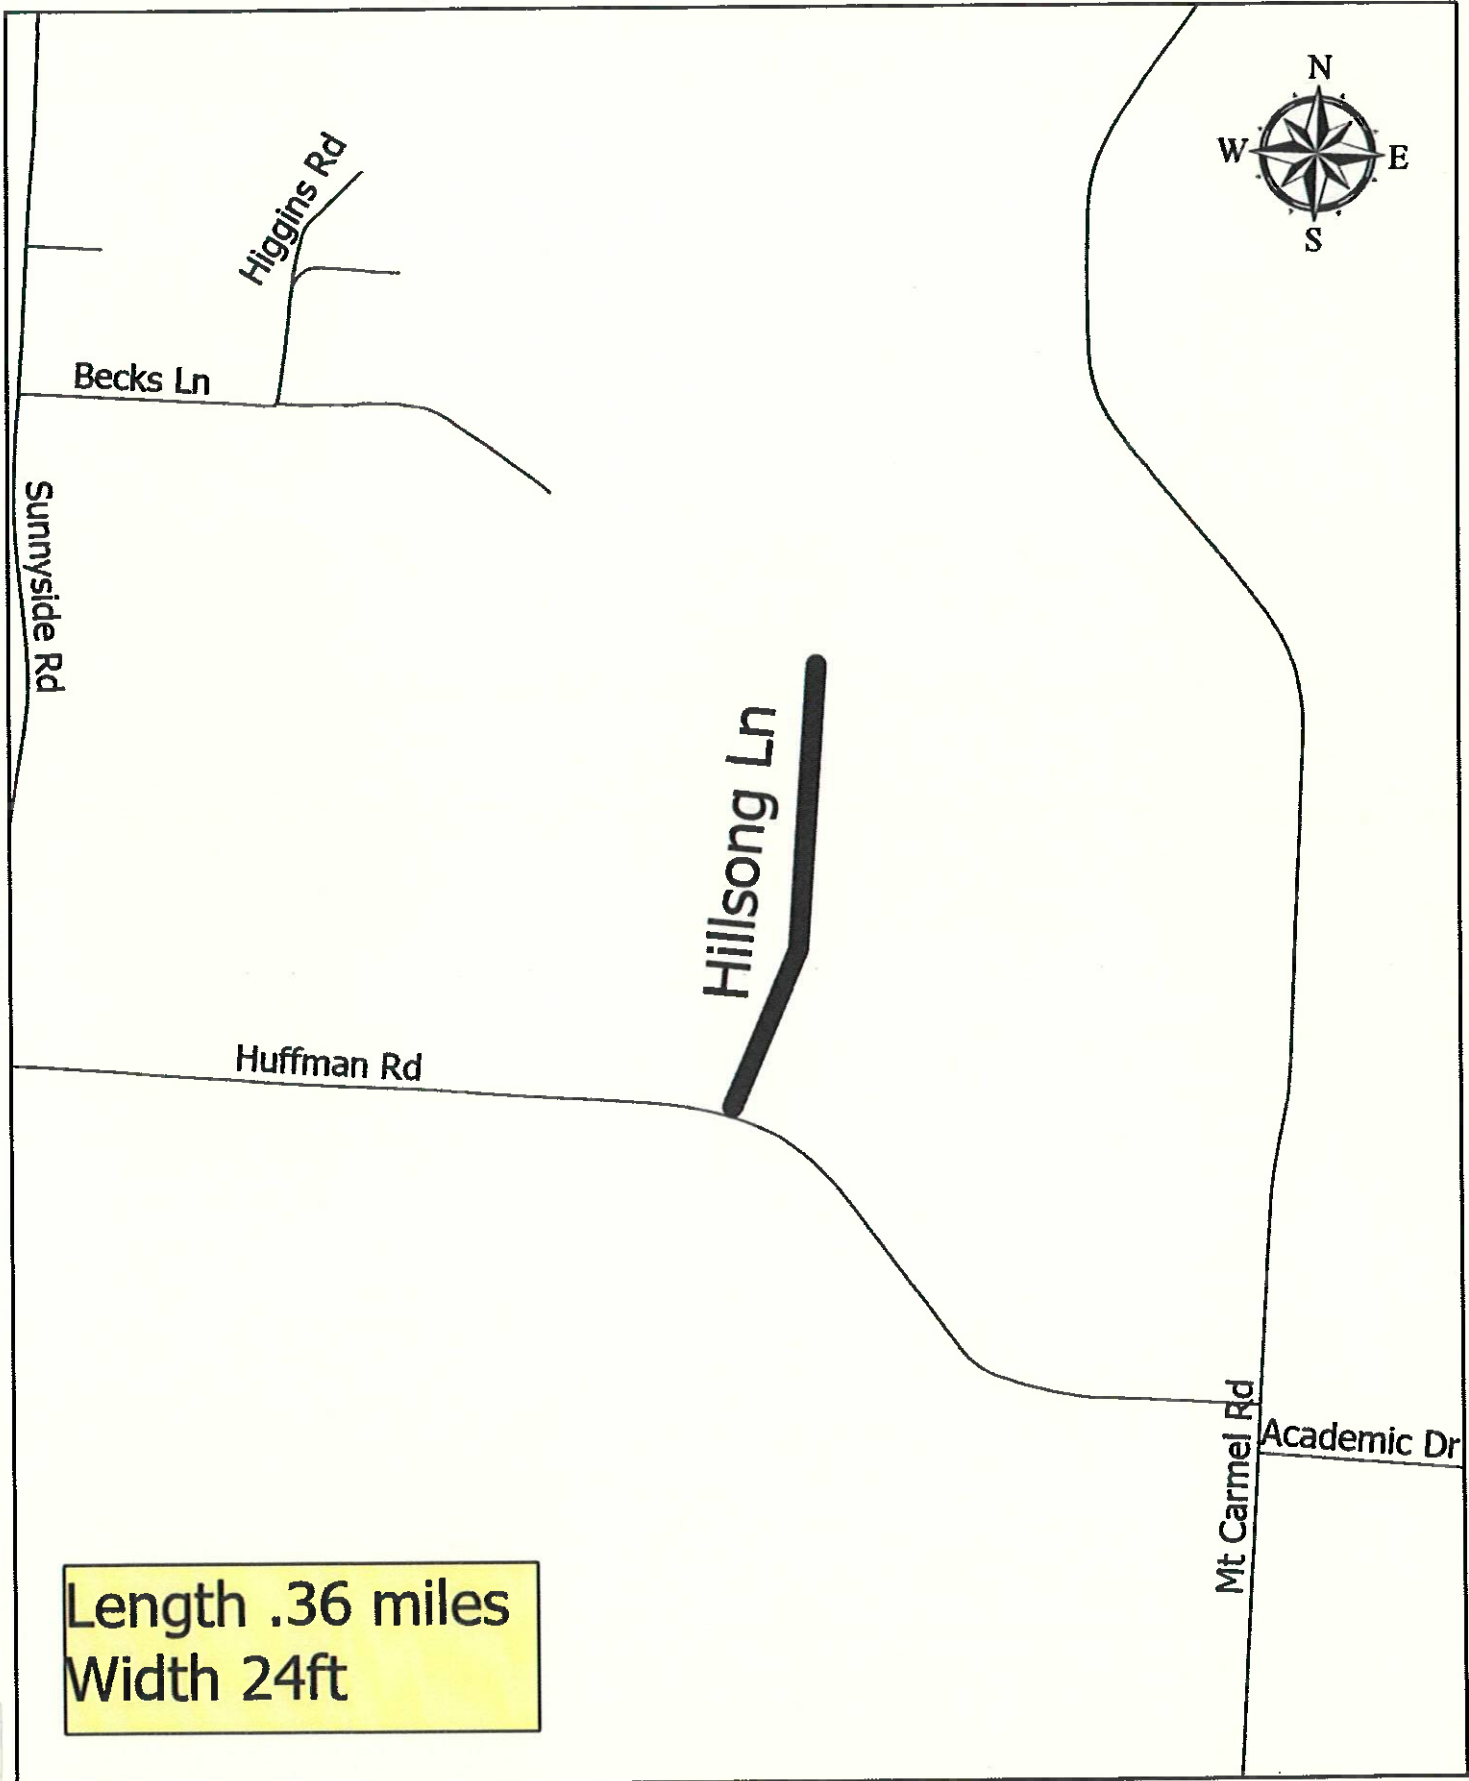 N
W
E
S
Higgins Rd
Becks Ln
Sunnyside Rd
Hillsong Ln
Huffman Rd
Mt Carmel Rd
Academic Dr
Length .36 miles
Width 24ft